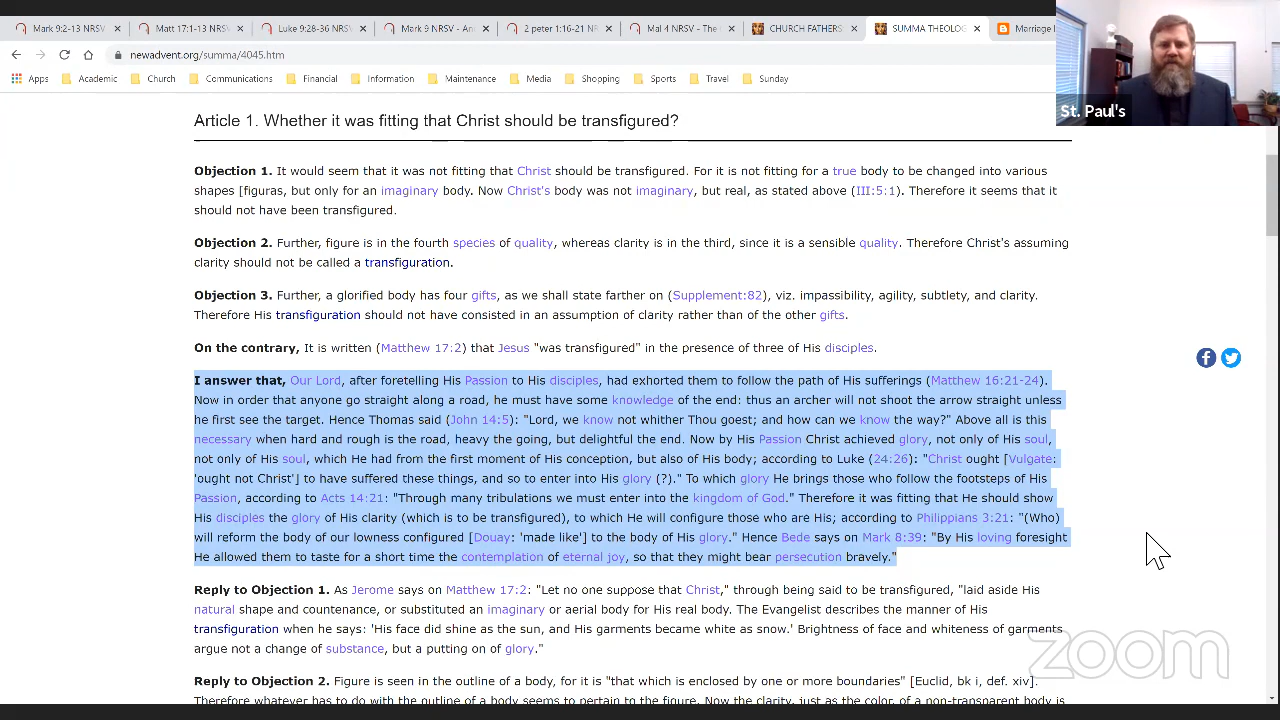 Mark 9:2-13 NRSV
Matt 17:1-
NRSV
CHURCH FATHERS
SUMMA THEOLOG
Morriso
newadvent
Apps
Academic
Church
Commentary
Financial
Sunday
St. Paul's
Article 1. Whether it was fitting that Christ should be transfigured?
Objection 1. It would seem that it was not fitting that Christ should be transfigured. For it is not fitting for a true body to be changed into various
shapes [figuras, but only for an imaginary body. Now Christ's body was not imaginary, but real, as stated above (III:5:1). Therefore it seems that it
should not have been transfigured.
Objection 2. Further, figure is in the fourth species of quality, whereas clarity is in the third, since it is a sensible quality. Therefore Christ's assuming
clarity should not be called a transfiguration.
Objection 3. Further, a glorified body has four gifts, as we shall state farther on (Supplement:82), viz. impassibility, agility, subtlety, and clarity.
Therefore His transfiguration should not have consisted in an assumption of clarity rather than of the other gifts.
On the contrary, It is written (Matthew 17:2) that Jesus "was transfigured" in the presence of three of His disciples.
I answer that, Our Lord, after foretelling His Passion to His disciples, had exhorted them to follow the path of His sufferings (Matthew 16:21-24).
Now in order that anyone go straight along a road, he must have some knowledge of the end: thus an archer will not shoot the arrow straight unless
he first see the target. Hence Thomas said (John 14:5): "Lord, we know not whither Thou goest; and how can we know the way?" Above all is this
necessary when hard and rough is the road, heavy the going, but delightful the end. Now by His Passion Christ achieved glory, not only of His soul,
not only of His soul, which He had from the first moment of His conception, but also of His body; according to Luke (24:26): "Christ ought [Vulgate:
'ought not Christ'] to have suffered these things, and so to enter into His glory (?)." To which glory He brings those who follow the footsteps of His
Passion, according to Acts 14:21: "Through many tribulations we must enter into the kingdom of God." Therefore it was fitting that He should show
His disciples the glory of His clarity (which is to be transfigured), to which He will configure those who are His; according to Philippians 3:21: "(Who)
will reform the body of our lowness configured [Douay: 'made like'] to the body of His glory." Hence Bede says on Mark 8:39: "By His loving foresight
He allowed them to taste for a short time the contemplation of eternal joy, so that they might bear persecution bravely."
Reply to Objection 1. As Jerome says on Matthew 17:2: "Let no one suppose that Christ," through being said to be transfigured, "laid aside His
natural shape and countenance, or substituted an imaginary or aerial body for His real body. The Evangelist describes the manner of His
transfiguration when he says: 'His face did shine as the sun, and His garments became white as snow.' Brightness of face and whiteness of garments
argue not a change of substance, but a putting on of glory."
Reply to Objection 2. Figure is seen in the outline of a body, for it is "that which is enclosed by one or more boundaries" [Euclid, bk i, def. xiv].
zoom